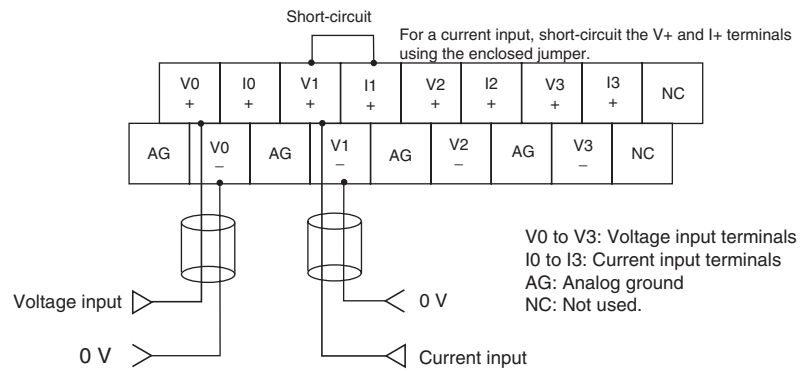 Short-circuit
For a current input, short-circuit the V+ and I+ terminals
using the enclosed jumper.
V0 I0 V1 I1 V2 I2 V3 I3 NC
+ + + + + + + +
AG V0 AG V1 AG V2 AG V3 NC
– – – –
V0 to V3: Voltage input terminals
I0 to I3: Current input terminals
AG: Analog ground
NC: Not used.
Voltage input
0 V
0 V
Current input